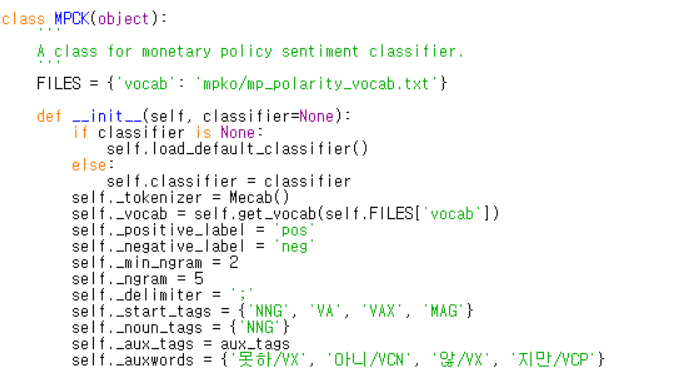 class MPCK(object):
    '''
    A class for monetary policy sentiment classifier.
    '''
    FILES = {'vocab': 'mpko/mp_polarity_vocab.txt'}
    def __init__(self, classifier=None):
        if classifier is None:
            self.load_default_classifier()
        else:
            self.classifier = classifier
        self._tokenizer = Mecab()
        self._vocab = self.get_vocab(self.FILES['vocab'])
        self._positive_label = 'pos'
        self._negative_label = 'neg'
        self._min_ngram = 2
        self._ngram = 5
        self._delimiter = ';'
        self._start_tags = {'NNG', 'VA', 'VAX', 'MAG'}
        self._noun_tags = {'NNG'}
        self._aux_tags = aux_tags
        self._auxwords = {'못하/VX', '아니/VCN', '않/VX', '지만/VCP'}